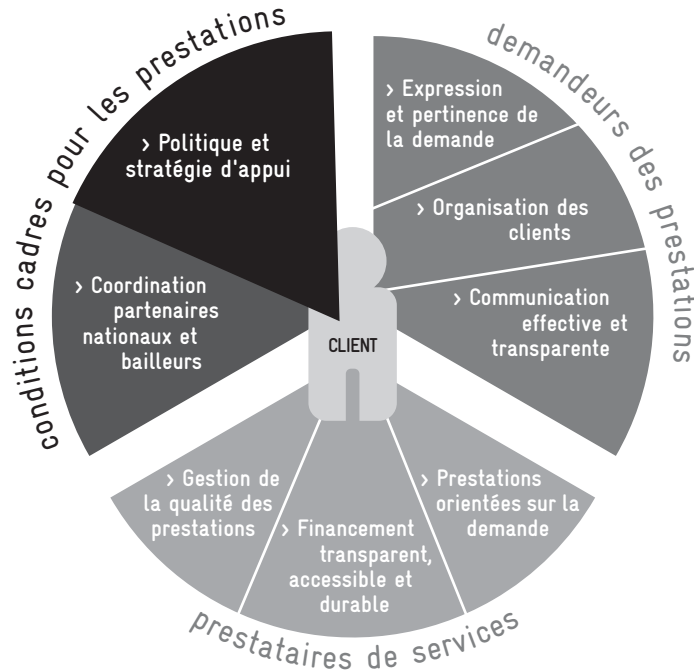 conditions cadres pour les prestations
› Politique et
stratégie d'appui
› Coordination
partenaires
nationaux et
bailleurs
demandeurs des prestations
› Expression
et pertinence de
la demande
› Organisation des
clients
› Communication
effective et
transparente
CLIENT
› Gestion de
la qualité des
prestations
› Financement
transparent,
accessible et
durable
› Prestations
orientées sur la
demande
prestataires de services